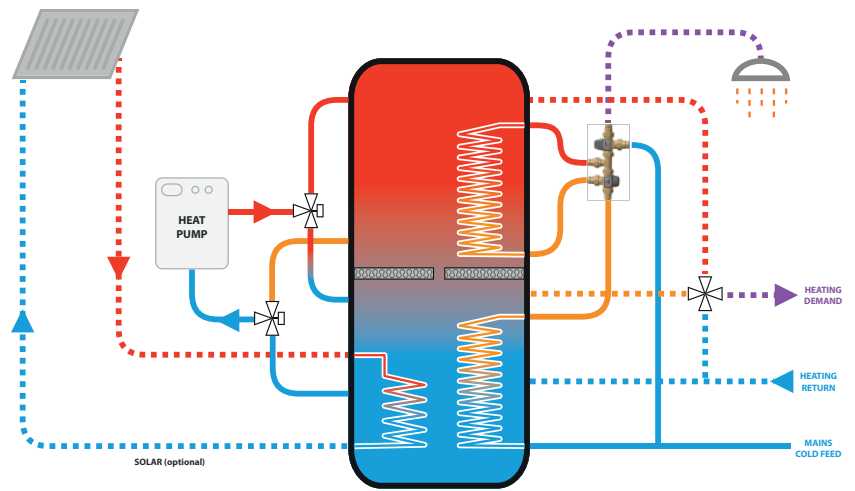 HEAT
PUMP
HEATING
DEMAND
HEATING
RETURN
MAINS
COLD FEED
SOLAR (optional)